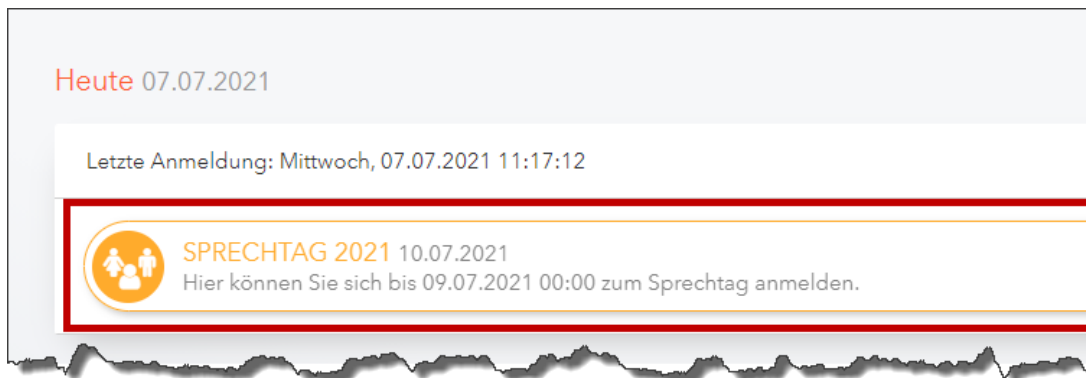 Heute 07.07.2021
Letzte Anmeldung: Mittwoch, 07.07.2021 11:17:12
SPRECHTAG 2021 10.07.2021
Hier können Sie sich bis 09.07.2021 00:00 zum Sprechtag anmelden.